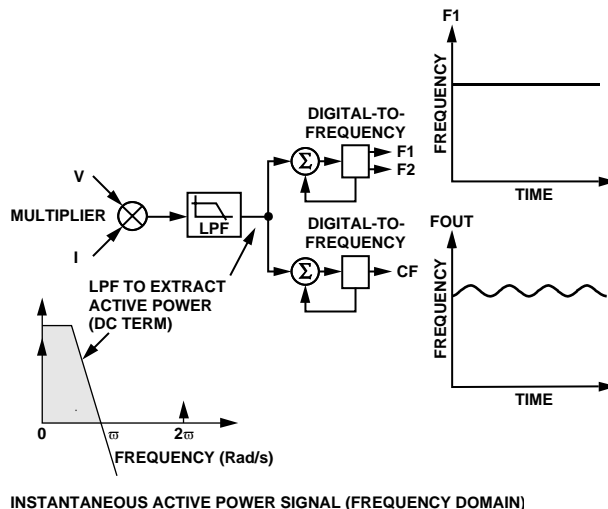 F1
FREQUENCY
TIME
DIGITAL-TO-
FREQUENCY
Σ
F1
F2
V
MULTIPLIER
I
LPF
DIGITAL-TO-
FREQUENCY
Σ
CF
FOUT
FREQUENCY
TIME
LPF TO EXTRACT
ACTIVE POWER
(DC TERM)
0
ϖ
2ϖ
FREQUENCY (Rad/s)
INSTANTANEOUS ACTIVE POWER SIGNAL (FREQUENCY DOMAIN)